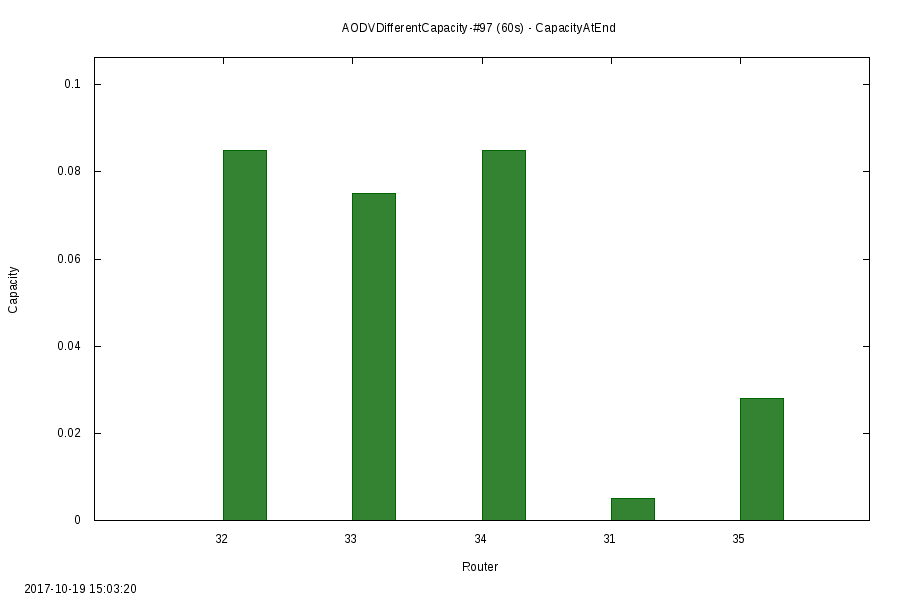 AODVDifferentCapacity-#97 (60s) - CapacityAtEnd
0.1
0.08
0.06
0.04
0.02
0
Capacity
32 33 34 31 35
Router
2017-10-19 15:03:20